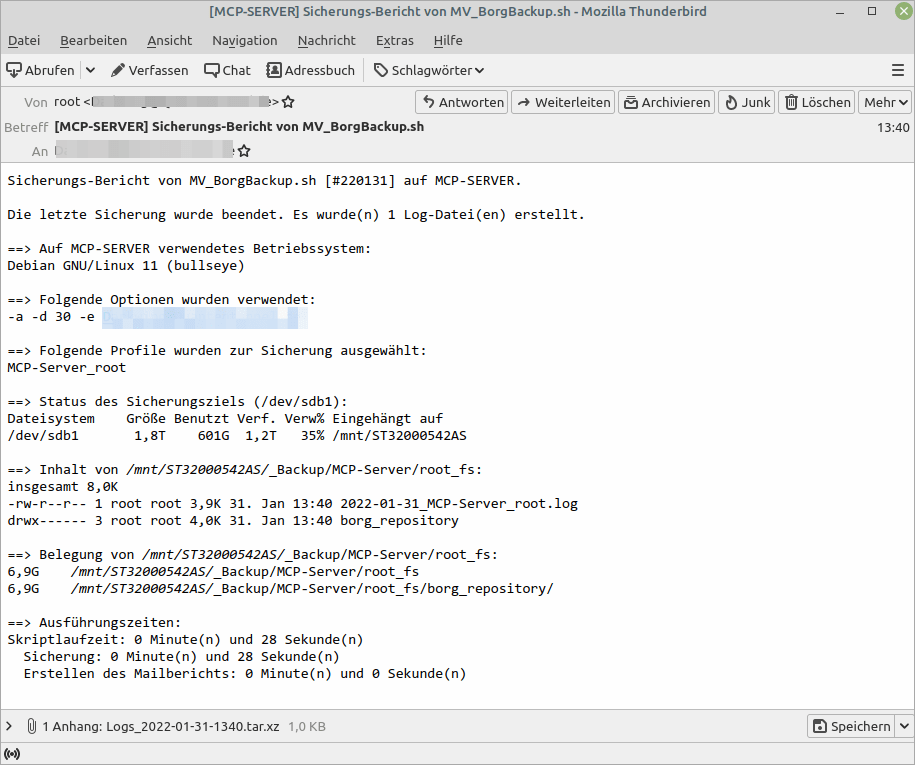 [MCP-SERVER] Sicherungs-Bericht von MV_BorgBackup.sh - Mozilla Thunderbird
Datei Bearbeiten Ansicht Navigation Nachricht Extras Hilfe
Abrufen Verfassen Chat Adressbuch Schlagwörter
Von root < > Antworten Weiterleiten Archivieren Junk Löschen Mehr
Betreff [MCP-SERVER] Sicherungs-Bericht von MV_BorgBackup.sh 13:40
An
Sicherungs-Bericht von MV_BorgBackup.sh [#220131] auf MCP-SERVER.
Die letzte Sicherung wurde beendet. Es wurde(n) 1 Log-Datei(en) erstellt.
==> Auf MCP-SERVER verwendetes Betriebssystem:
Debian GNU/Linux 11 (bullseye)
==> Folgende Optionen wurden verwendet:
-a -d 30 -e
==> Folgende Profile wurden zur Sicherung ausgewählt:
MCP-Server_root
==> Status des Sicherungsziels (/dev/sdb1):
Dateisystem    Größe Benutzt Verf. Verw% Eingehängt auf
/dev/sdb1       1,8T    601G  1,2T   35% /mnt/ST32000542AS
==> Inhalt von /mnt/ST32000542AS/_Backup/MCP-Server/root_fs:
insgesamt 8,0K
-rw-r--r-- 1 root root 3,9K 31. Jan 13:40 2022-01-31_MCP-Server_root.log
drwx------ 3 root root 4,0K 31. Jan 13:40 borg_repository
==> Belegung von /mnt/ST32000542AS/_Backup/MCP-Server/root_fs:
6,9G    /mnt/ST32000542AS/_Backup/MCP-Server/root_fs
6,9G    /mnt/ST32000542AS/_Backup/MCP-Server/root_fs/borg_repository/
==> Ausführungszeiten:
Skriptlaufzeit: 0 Minute(n) und 28 Sekunde(n)
Sicherung: 0 Minute(n) und 28 Sekunde(n)
Erstellen des Mailberichts: 0 Minute(n) und 0 Sekunde(n)
1 Anhang: Logs_2022-01-31-1340.tar.xz 1,0 KB Speichern